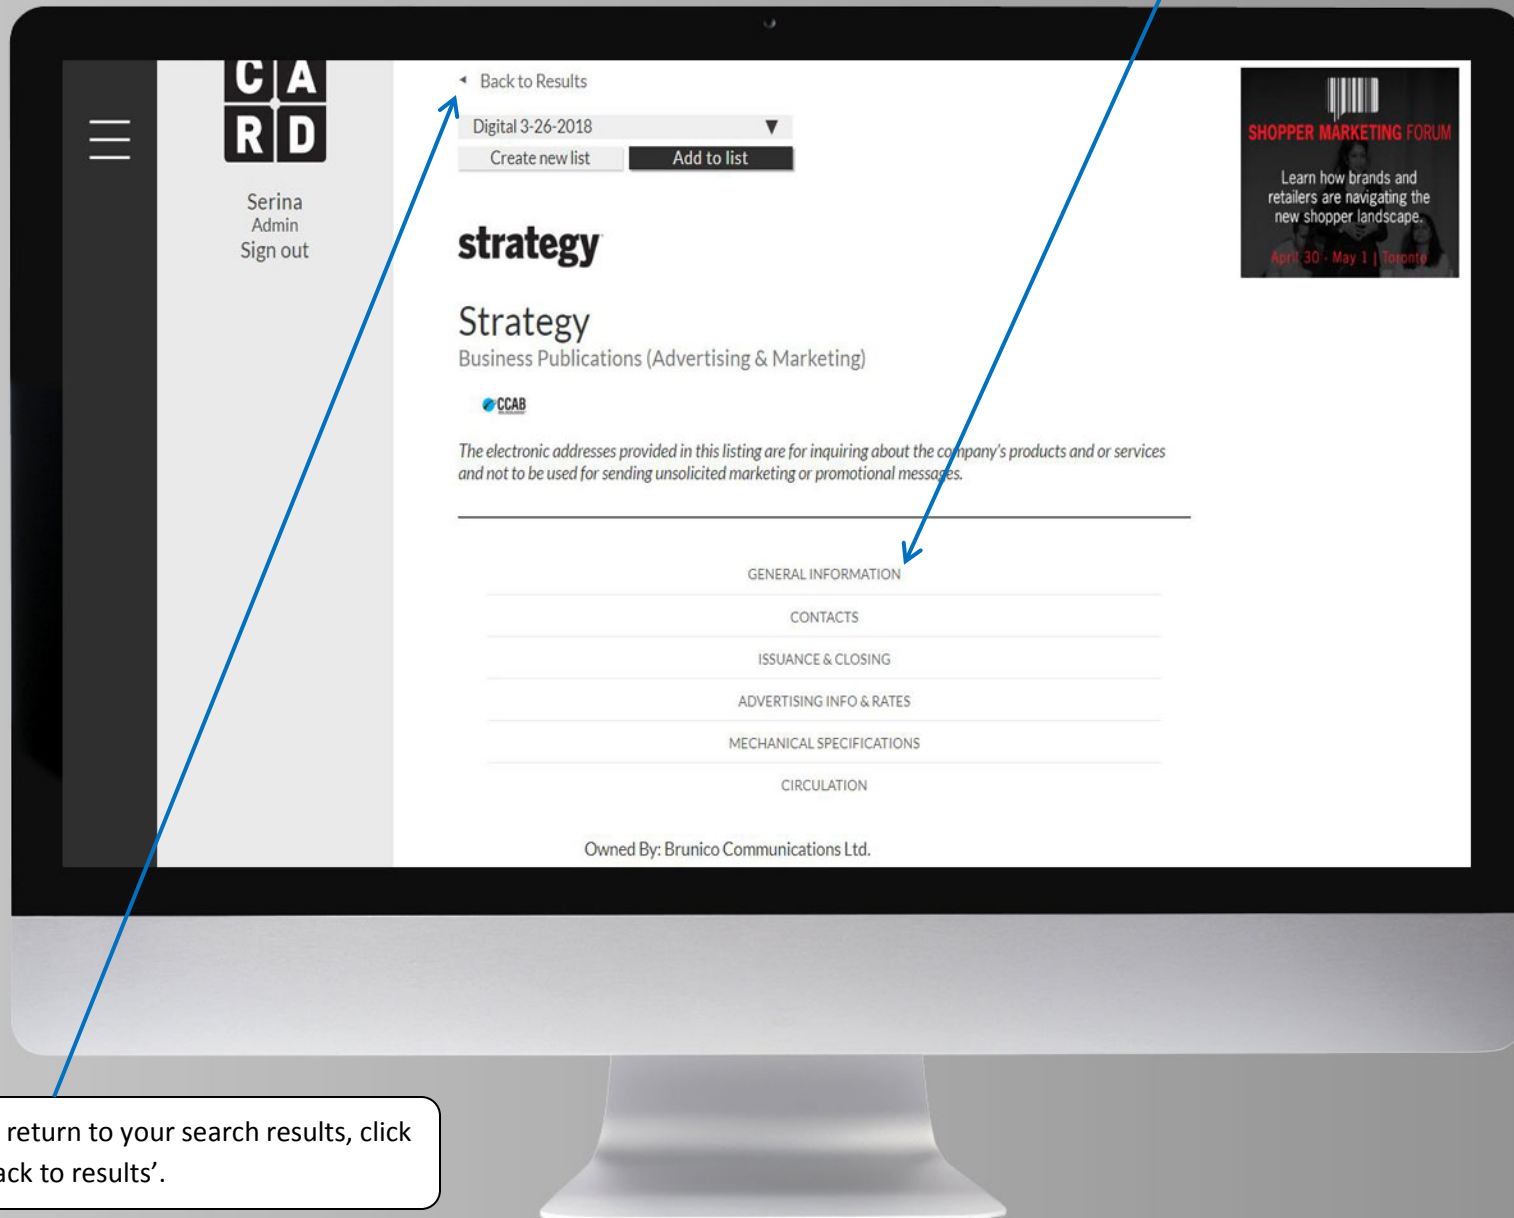 CA
RD
Serina
Admin
Sign out
Back to Results
Digital 3-26-2018
Create new list
Add to list
strategy
Strategy
Business Publications (Advertising & Marketing)
CCAB
The electronic addresses provided in this listing are for inquiring about the company's products and or services
and not to be used for sending unsolicited marketing or promotional messages.
GENERAL INFORMATION
CONTACTS
ISSUANCE & CLOSING
ADVERTISING INFO & RATES
MECHANICAL SPECIFICATIONS
CIRCULATION
Owned By: Brunico Communications Ltd.
SHOPPER MARKETING FORUM
Learn how brands and
retailers are navigating the
new shopper landscape.
April 30 - May 1 | Toronto
return to your search results, click
ack to results’.